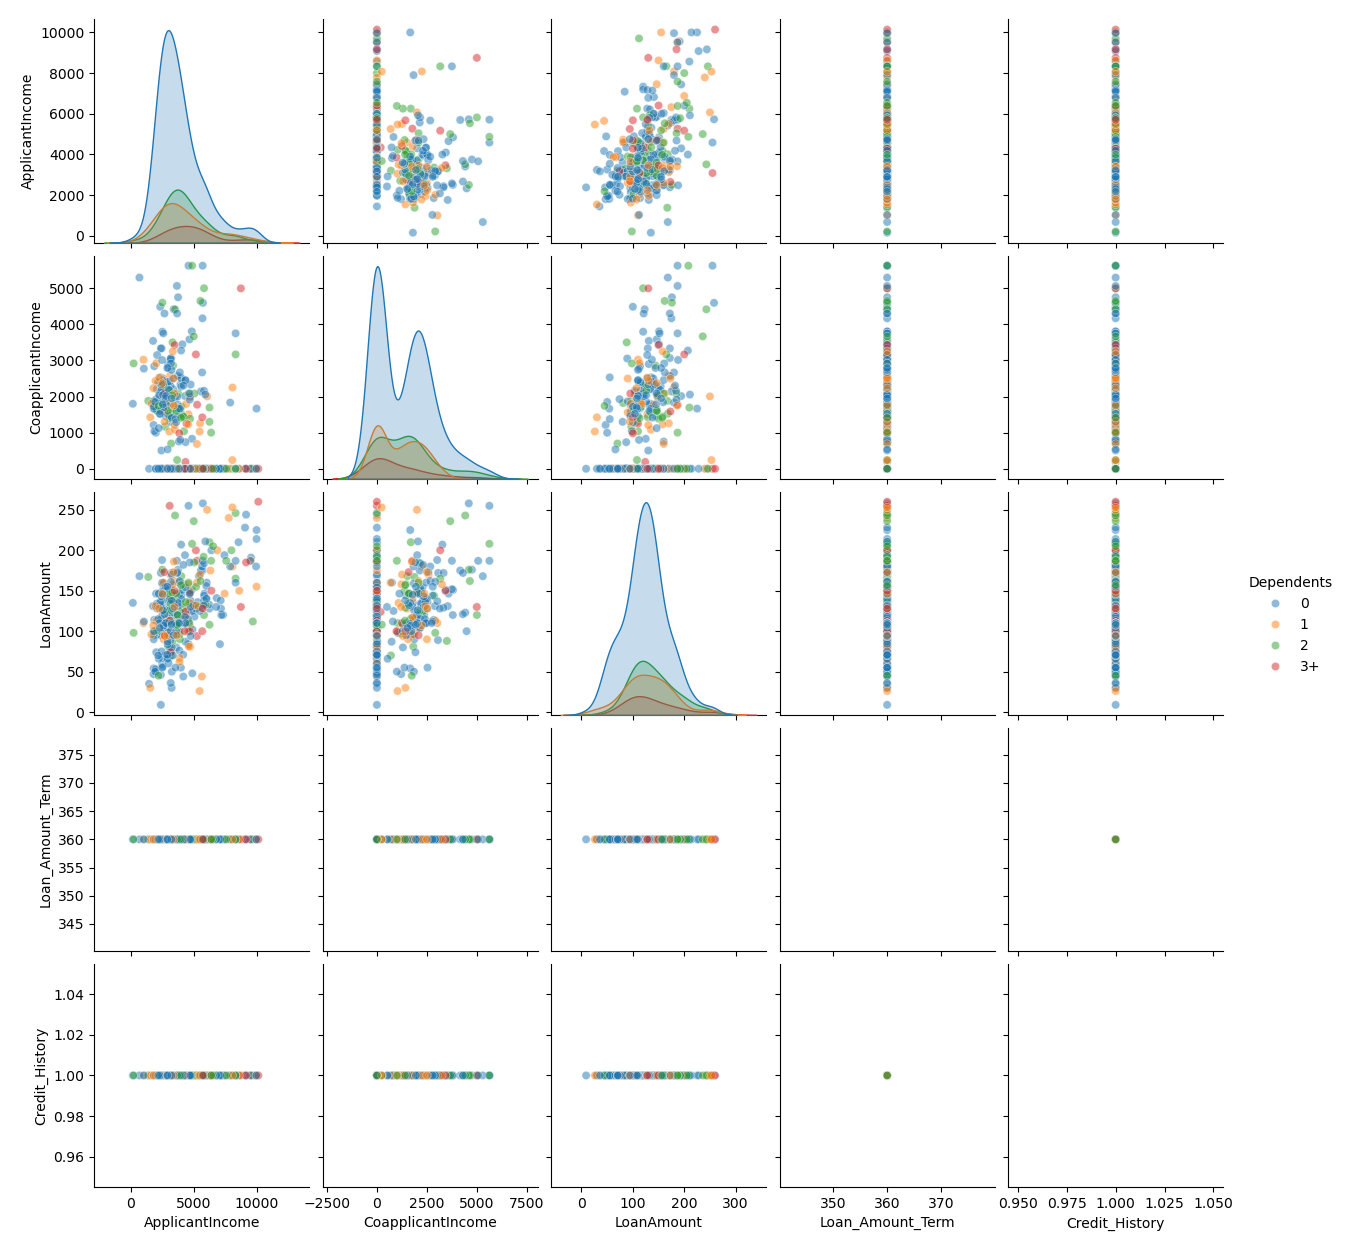 10000
8000
6000
4000
2000
0
ApplicantIncome
5000
4000
3000
2000
1000
0
CoapplicantIncome
250
200
150
100
50
0
LoanAmount
Dependents
0
1
2
3+
375
370
365
360
355
350
345
Loan_Amount_Term
1.04
1.02
1.00
0.98
0.96
Credit_History
0 5000 10000
−2500 0 2500 5000 7500
0 100 200 300
350 360 370
0.950 0.975 1.000 1.025 1.050
ApplicantIncome
CoapplicantIncome
LoanAmount
Loan_Amount_Term
Credit_History